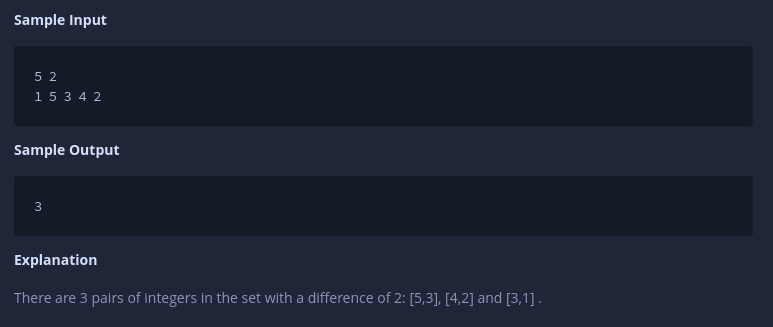 Sample Input
5 2
1 5 3 4 2
Sample Output
3
Explanation
There are 3 pairs of integers in the set with a difference of 2: [5,3], [4,2] and [3,1] .